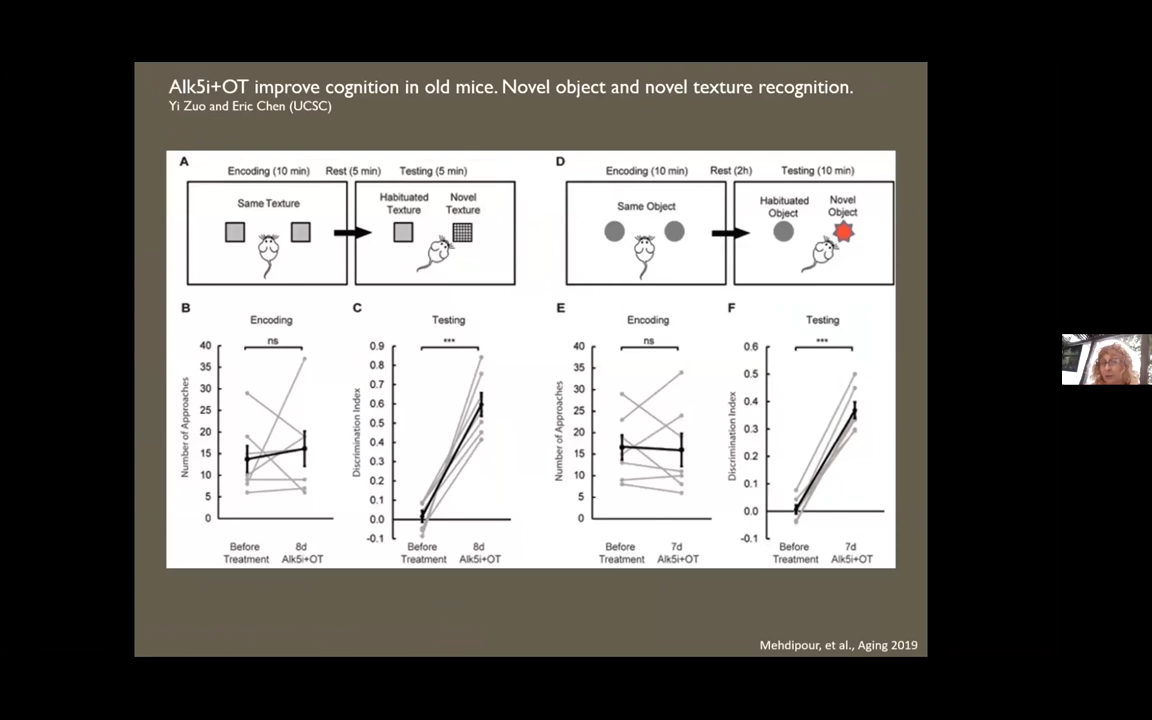 Alk5i+OT improve cognition in old mice. Novel object and novel texture recognition.
Yi Zuo and Eric Chen (UCSC)
A
Encoding (10 min) Rest (5 min) Testing (5 min)
Same Texture
Habituated Texture
Novel Texture
D
Encoding (10 min) Rest (2h) Testing (10 min)
Same Object
Habituated Object
Novel Object
B
Encoding
ns
Number of Approaches
40
35
30
25
20
15
10
5
0
Before Treatment
8d Alk5i+OT
C
Testing
***
Discrimination Index
0.9
0.8
0.7
0.6
0.5
0.4
0.3
0.2
0.1
0.0
-0.1
Before Treatment
8d Alk5i+OT
E
Encoding
ns
Number of Approaches
40
35
30
25
20
15
10
5
0
Before Treatment
7d Alk5i+OT
F
Testing
***
Discrimination Index
0.6
0.5
0.4
0.3
0.2
0.1
0.0
-0.1
Before Treatment
7d Alk5i+OT
Mehdipour, et al., Aging 2019